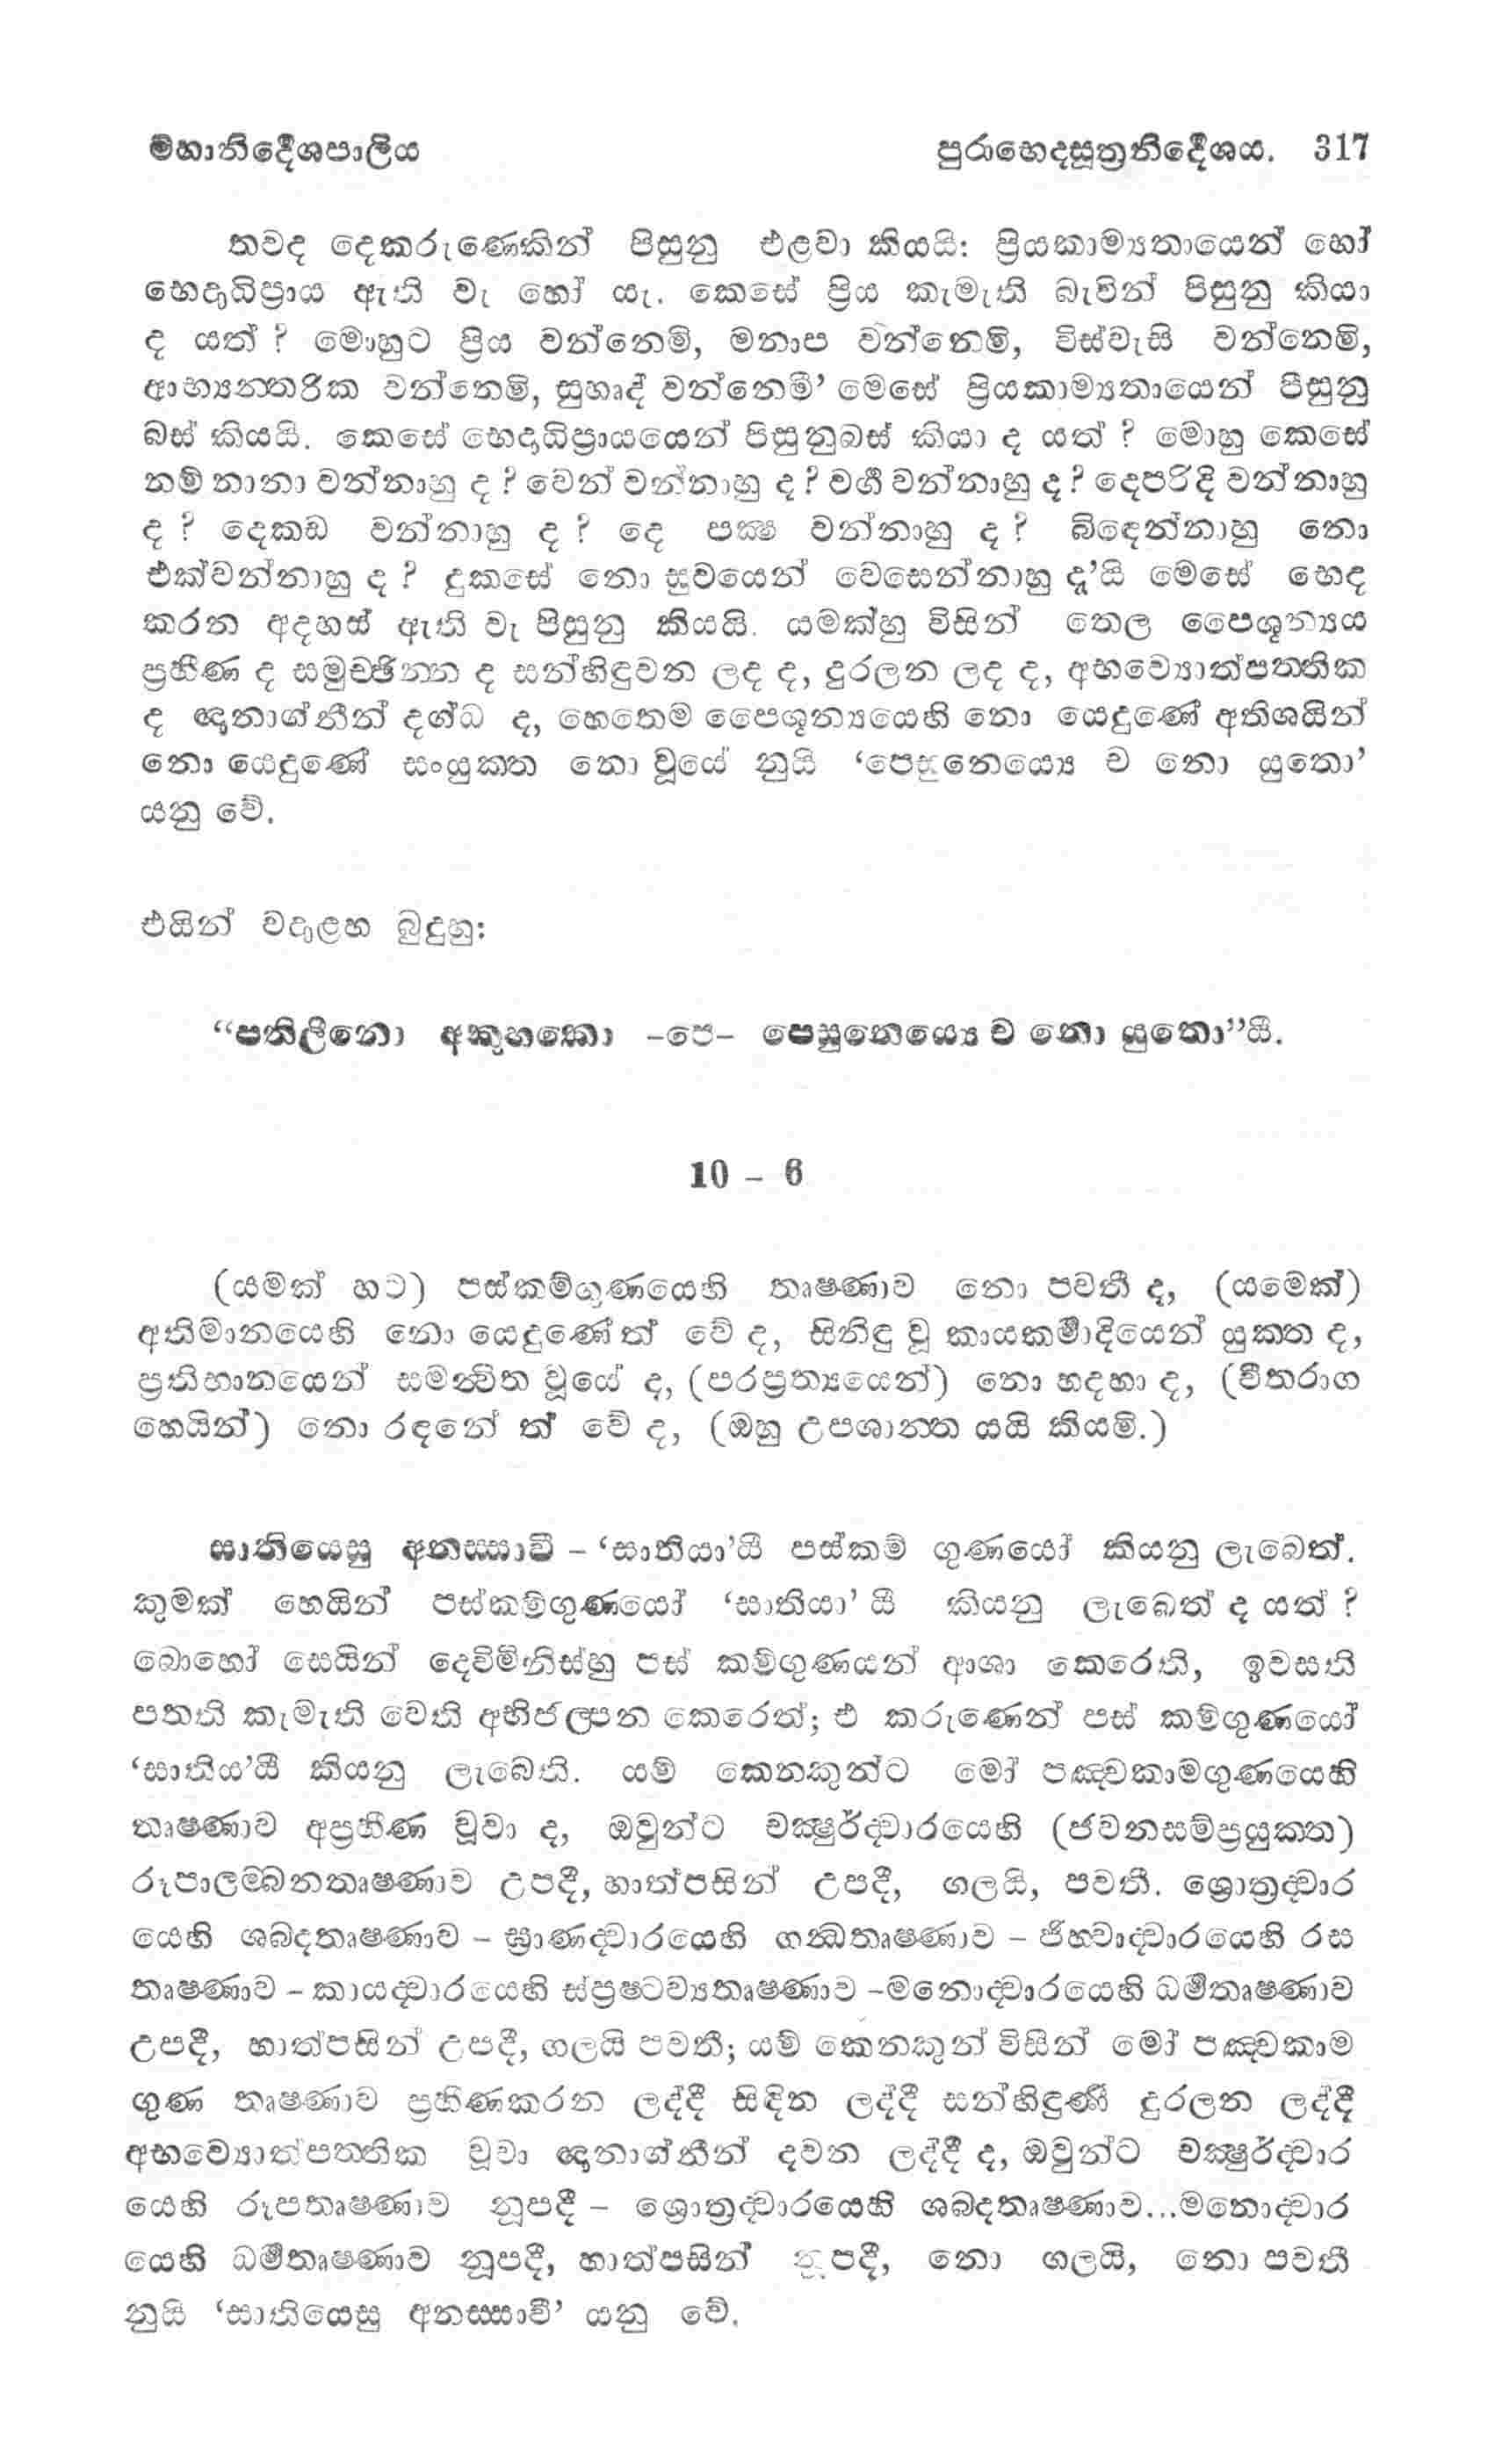 මහානිර්‍දේශපාලිය පුරාභෙදසූත්‍රනිර්‍දේශය. 317
තවද දෙකරුණෙකින් පිසුනු එළවා කියයි: ප්‍රියකාම්‍යතායෙන් හෝ
භෙදාධිප්‍රාය ඇති වැ හෝ යැ. කෙසේ ප්‍රිය කැමැති බැවින් පිසුනු කියා
ද යත් ? මොහුට ප්‍රිය වන්නෙමි, මනාප වන්නෙමි, විස්වැසි වන්නෙමි,
ආභ්‍යන්තරික වන්නෙමි, සුහෘද් වන්නෙමී’ මෙසේ ප්‍රියකාම්‍යතායෙන් පිසුනු
බස් කියයි. කෙසේ භෙදාධිප්‍රායයෙන් පිසුනුබස් කියා ද යත් ? මොහු කෙසේ
නම් නානා වන්නාහු ද ? වෙන් වන්නාහු ද ? වර්‍ග වන්නාහු ද ? දෙපරිදි වන්නාහු
ද ? දෙකඩ වන්නාහු ද ? දෙ පක්‍ෂ වන්නාහු ද ? බිඳෙන්නාහු නො
එක්වන්නාහු ද ? දුකසේ නො සුවයෙන් වෙසෙන්නාහු දැ’යි මෙසේ භෙද
කරන අදහස් ඇති වැ පිසුනු කියයි. යමක්හු විසින් තෙල පෛශූන්‍යය
ප්‍රහීණ ද සමුච්ඡින්න ද සන්හිඳුවන ලද ද, දුරලන ලද ද, අභව්‍යොත්පත්තික
ද ඥානාග්නීන් දග්ධ ද, හෙතෙම පෛශූන්‍යයෙහි නො යෙදුණේ අතිශයින්
නො යෙදුණේ සංයුක්ත නො වූයේ නුයි ‘පෙසුනෙය්‍යෙ ච නො යුතො’
යනු වේ.
එයින් වදාළහ බුදුහු:
“පතිලීනො අකුහකො –පෙ– පෙසුනෙය්‍යෙ ච නො යුතො”යි.
10 – 6
(යමක් හට) පස්කම්ගුණයෙහි තෘෂ්ණාව නො පවතී ද, (යමෙක්)
අතිමානයෙහි නො යෙදුණේත් වේ ද, සිනිඳු වූ කායකර්‍මාදියෙන් යුක්ත ද,
ප්‍රතිභානයෙන් සමන්විත වූයේ ද, (පරප්‍රත්‍යයෙන්) නො හදහා ද, (වීතරාග
හෙයින්) නො රඳනේ ත් වේ ද, (ඔහු උපශාන්ත යයි කියමි.)
සාතියෙසු අනස්සාවී – ‘සාතියා’යී පස්කම් ගුණයෝ කියනු ලැබෙත්.
කුමක් හෙයින් පස්කම්ගුණයෝ ‘සාතියා’ යී කියනු ලැබෙත් ද යත් ?
බොහෝ සෙයින් දෙවිමිනිස්හු පස් කම්ගුණයන් ආශා කෙරෙති, ඉවසති
පතති කැමැති වෙති අභිජල්පන කෙරෙත්; එ කරුණෙන් පස් කම්ගුණයෝ
‘සාතිය’යී කියනු ලැබෙති. යම් කෙනකුන්ට මෝ පඤ්චකාමගුණයෙහි
තෘෂ්ණාව අප්‍රහීණ වූවා ද, ඔවුන්ට චක්‍ෂුර්ද්වාරයෙහි (ජවනසම්ප්‍රයුක්ත)
රූපාලම්බනතෘෂ්ණාව උපදී, හාත්පසින් උපදී, ගලයි, පවතී. ශ්‍රොත්‍රද්වාර
යෙහි ශබ්දතෘෂ්ණාව – ඝ්‍රාණද්වාරයෙහි ගන්ධතෘෂ්ණාව – ජිහ්වාද්වාරයෙහි රස
තෘෂ්ණාව – කායද්වාරයෙහි ස්ප්‍රෂ්ටව්‍යතෘෂ්ණාව –මනොද්වාරයෙහි ධර්‍මතෘෂ්ණාව
උපදී, හාත්පසින් උපදී, ගලයි පවතී; යම් කෙනකුන් විසින් මෝ පඤ්චකාම
ගුණ තෘෂ්ණාව ප්‍රහීණකරන ලද්දී සිඳින ලද්දී සන්හිඳුණී දුරලන ලද්දී
අභව්‍යොත්පත්තික වූවා ඥානාග්නීන් දවන ලද්දී ද, ඔවුන්ට චක්‍ෂුර්ද්වාර
යෙහි රූපතෘෂ්ණාව නූපදී – ශ්‍රොත්‍රද්වාරයෙහි ශබ්දතෘෂ්ණාව...මනොද්වාර
යෙහි ධර්‍මතෘෂ්ණාව නූපදී, හාත්පසින් නූපදී, නො ගලයි, නො පවතී
නුයි ‘සාතියෙසු අනස්සාවී’ යනු වේ.